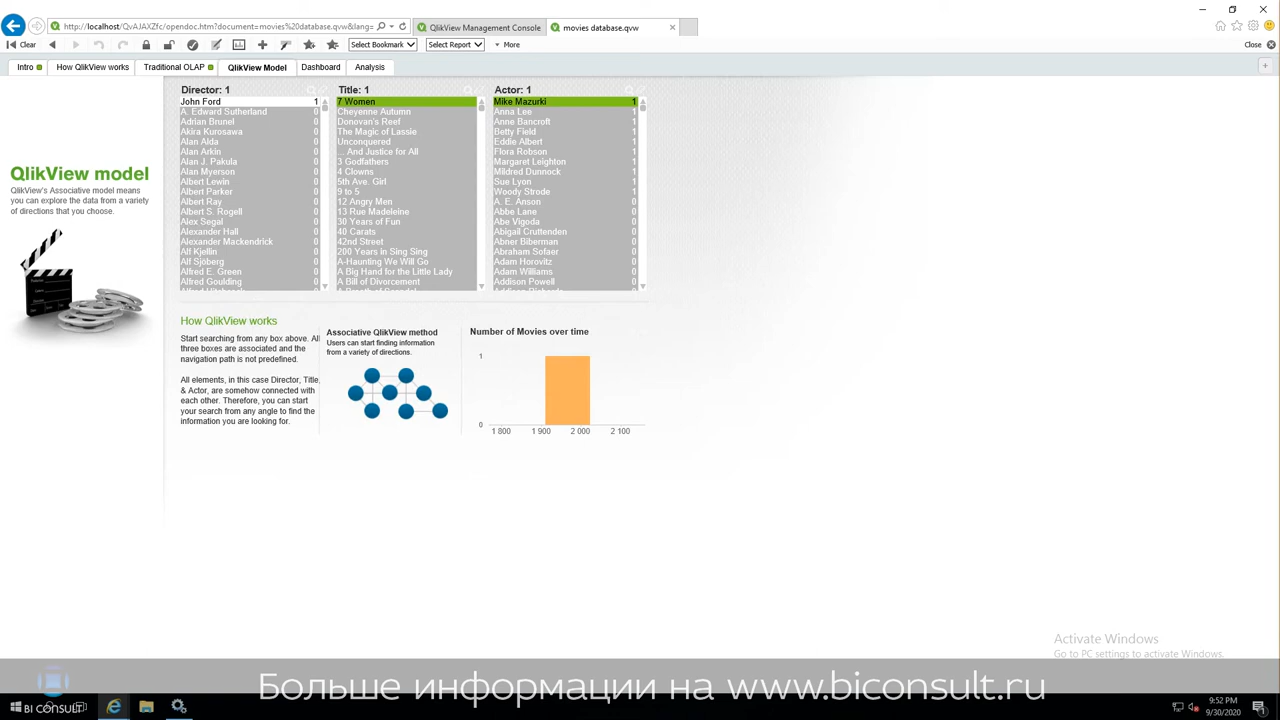 http://localhost/QvAJAXZfc/opendoc.htm?document=movies%20database.qvw&lang=
QlikView Management Console
movies database.qvw
Clear
Select Bookmark
Select Report
More
Close
Intro
How QlikView works
Traditional OLAP
QlikView Model
Dashboard
Analysis
Director: 1
Title: 1
Actor: 1
John Ford 1 7 Women Mike Mazurki 1
A. Edward Sutherland 0 Cheyenne Autumn Anna Lee 1
Adrian Brunel 0 Donovan's Reef Anne Bancroft 1
Akira Kurosawa 0 The Magic of Lassie Betty Field 1
Alan Alda 0 Unconquered Eddie Albert 1
Alan Arkin 0 ... And Justice for All Flora Robson 1
Alan J. Pakula 0 3 Godfathers Margaret Leighton 1
Alan Myerson 0 4 Clowns Mildred Dunnock 1
Albert Lewin 0 5th Ave. Girl Sue Lyon 1
Albert Parker 0 9 to 5 Woody Strode 1
Albert Ray 0 12 Angry Men A. E. Anson 0
Albert S. Rogell 0 13 Rue Madeleine Abbe Lane 0
Alex Segal 0 30 Years of Fun Abe Vigoda 0
Alexander Hall 0 40 Carats Abigail Cruttenden 0
Alexander Mackendrick 0 42nd Street Abner Biberman 0
Alf Kjellin 0 200 Years in Sing Sing Abraham Sofaer 0
Alf Sjöberg 0 A-Haunting We Will Go Adam Horovitz 0
Alfred E. Green 0 A Big Hand for the Little Lady Adam Williams 0
Alfred Goulding 0 A Bill of Divorcement Addison Powell 0
QlikView model
QlikView's Associative model means
you can explore the data from a variety
of directions that you choose.
How QlikView works
Start searching from any box above. All
three boxes are associated and the
navigation path is not predefined.
All elements, in this case Director, Title,
& Actor, are somehow connected with
each other. Therefore, you can start
your search from any angle to find the
information you are looking for.
Associative QlikView method
Users can start finding information
from a variety of directions.
Number of Movies over time
1
0
1 800 1 900 2 000 2 100
Activate Windows
Go to PC settings to activate Windows.
Больше информации на www.biconsult.ru
BI CONSULT
9:52 PM
9/30/2020